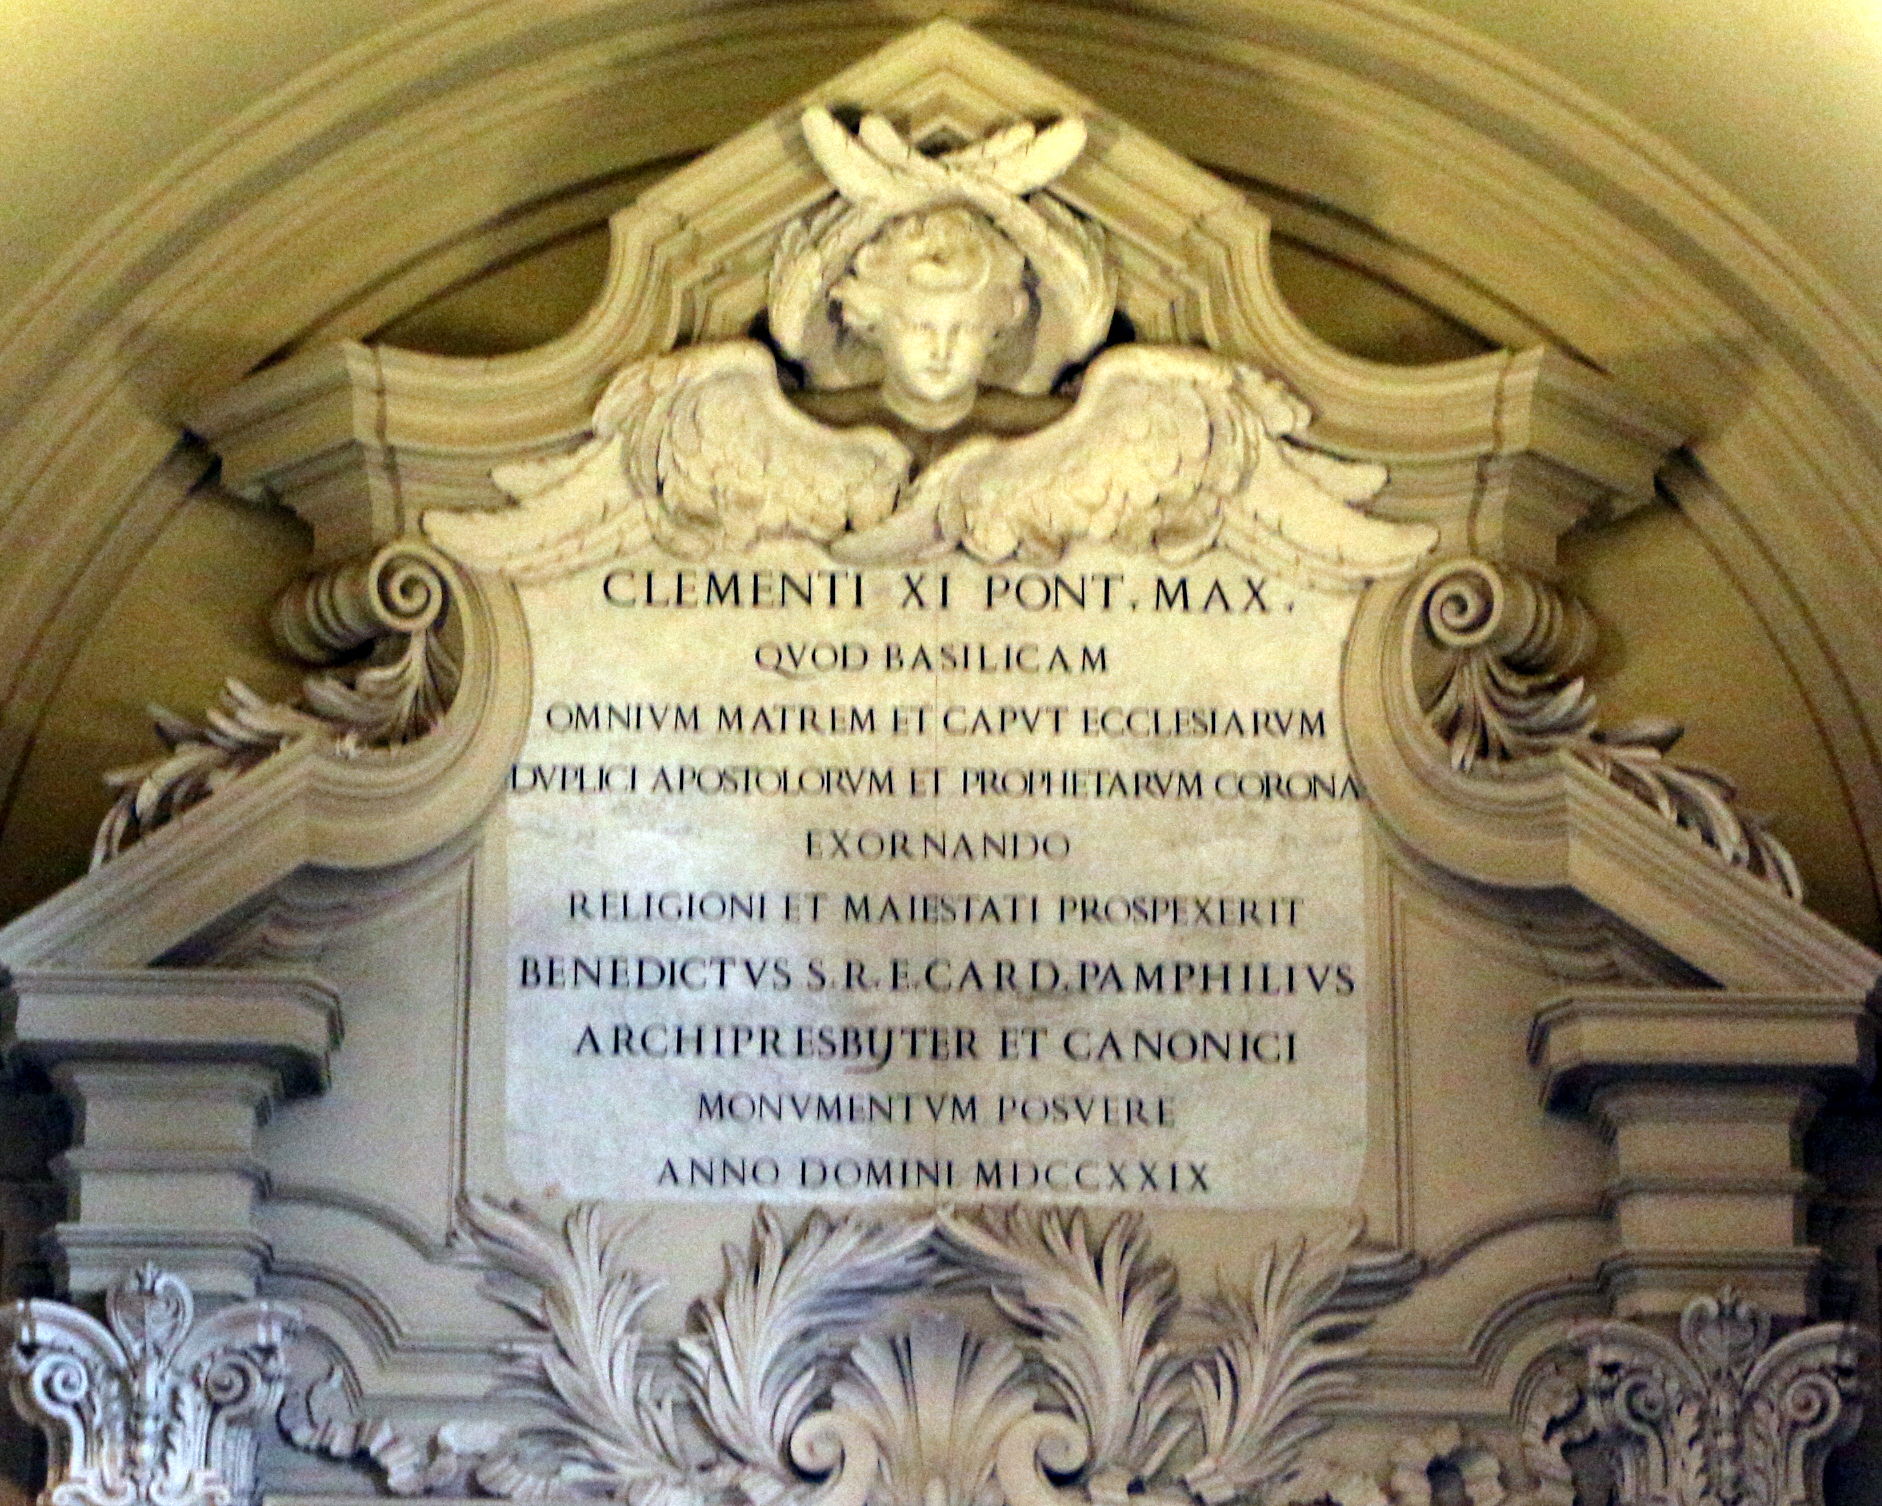 CLEMENTI XI PONT. MAX.
QVOD BASILICAM
OMNIVM MATREM ET CAPVT ECCLESIARVM
DVPLICI APOSTOLORVM ET PROPHETARVM CORONA
EXORNANDO
RELIGIONI ET MAIESTATI PROSPEXERIT
BENEDICTVS S.R.E.CARD.PAMPHILIVS
ARCHIPRESBYTER ET CANONICI
MONVMENTVM POSVERE
ANNO DOMINI MDCCXXIX